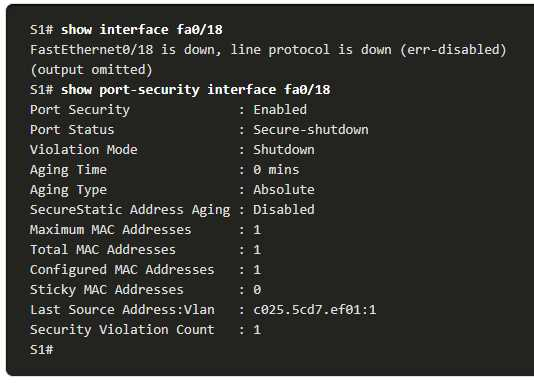 S1# show interface fa0/18
FastEthernet0/18 is down, line protocol is down (err-disabled)
(output omitted)
S1# show port-security interface fa0/18
Port Security              : Enabled
Port Status                : Secure-shutdown
Violation Mode             : Shutdown
Aging Time                 : 0 mins
Aging Type                 : Absolute
SecureStatic Address Aging : Disabled
Maximum MAC Addresses      : 1
Total MAC Addresses        : 1
Configured MAC Addresses   : 1
Sticky MAC Addresses       : 0
Last Source Address:Vlan   : c025.5cd7.ef01:1
Security Violation Count   : 1
S1#